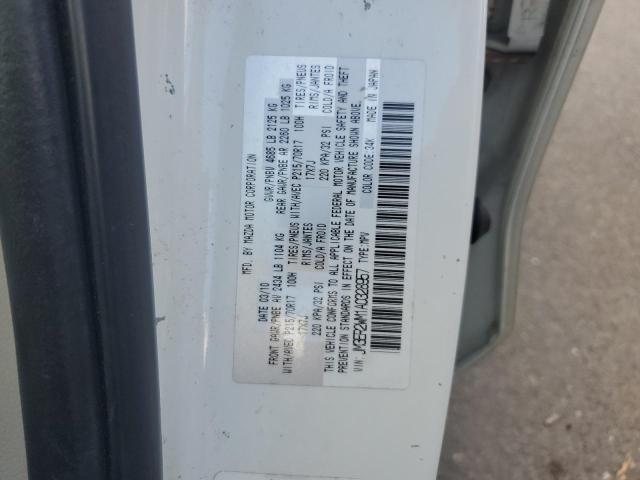 MFD. BY MAZDA MOTOR CORPORATION
DATE 03/10 GVWR/PNBV 4685 LB 2125 KG
FRONT GAWR/PNBE AV 2434 LB 1104 KG REAR GAWR/PNBE AR 2260 LB 1025 KG
WITH/AVEC P215/70R17 100H TIRES/PNEUS WITH/AVEC P215/70R17 100H TIRES/PNEUS
17X7J RIMS/JANTES 17X7J RIMS/JANTES
220 KPA/32 PSI COLD/A FROID 220 KPA/32 PSI COLD/A FROID
THIS VEHICLE CONFORMS TO ALL APPLICABLE FEDERAL MOTOR VEHICLE SAFETY AND THEFT
PREVENTION STANDARDS IN EFFECT ON THE DATE OF MANUFACTURE SHOWN ABOVE.
VIN: JM3ER2WM1A0328957 TYPE:MPV COLOR CODE:34K MADE IN JAPAN